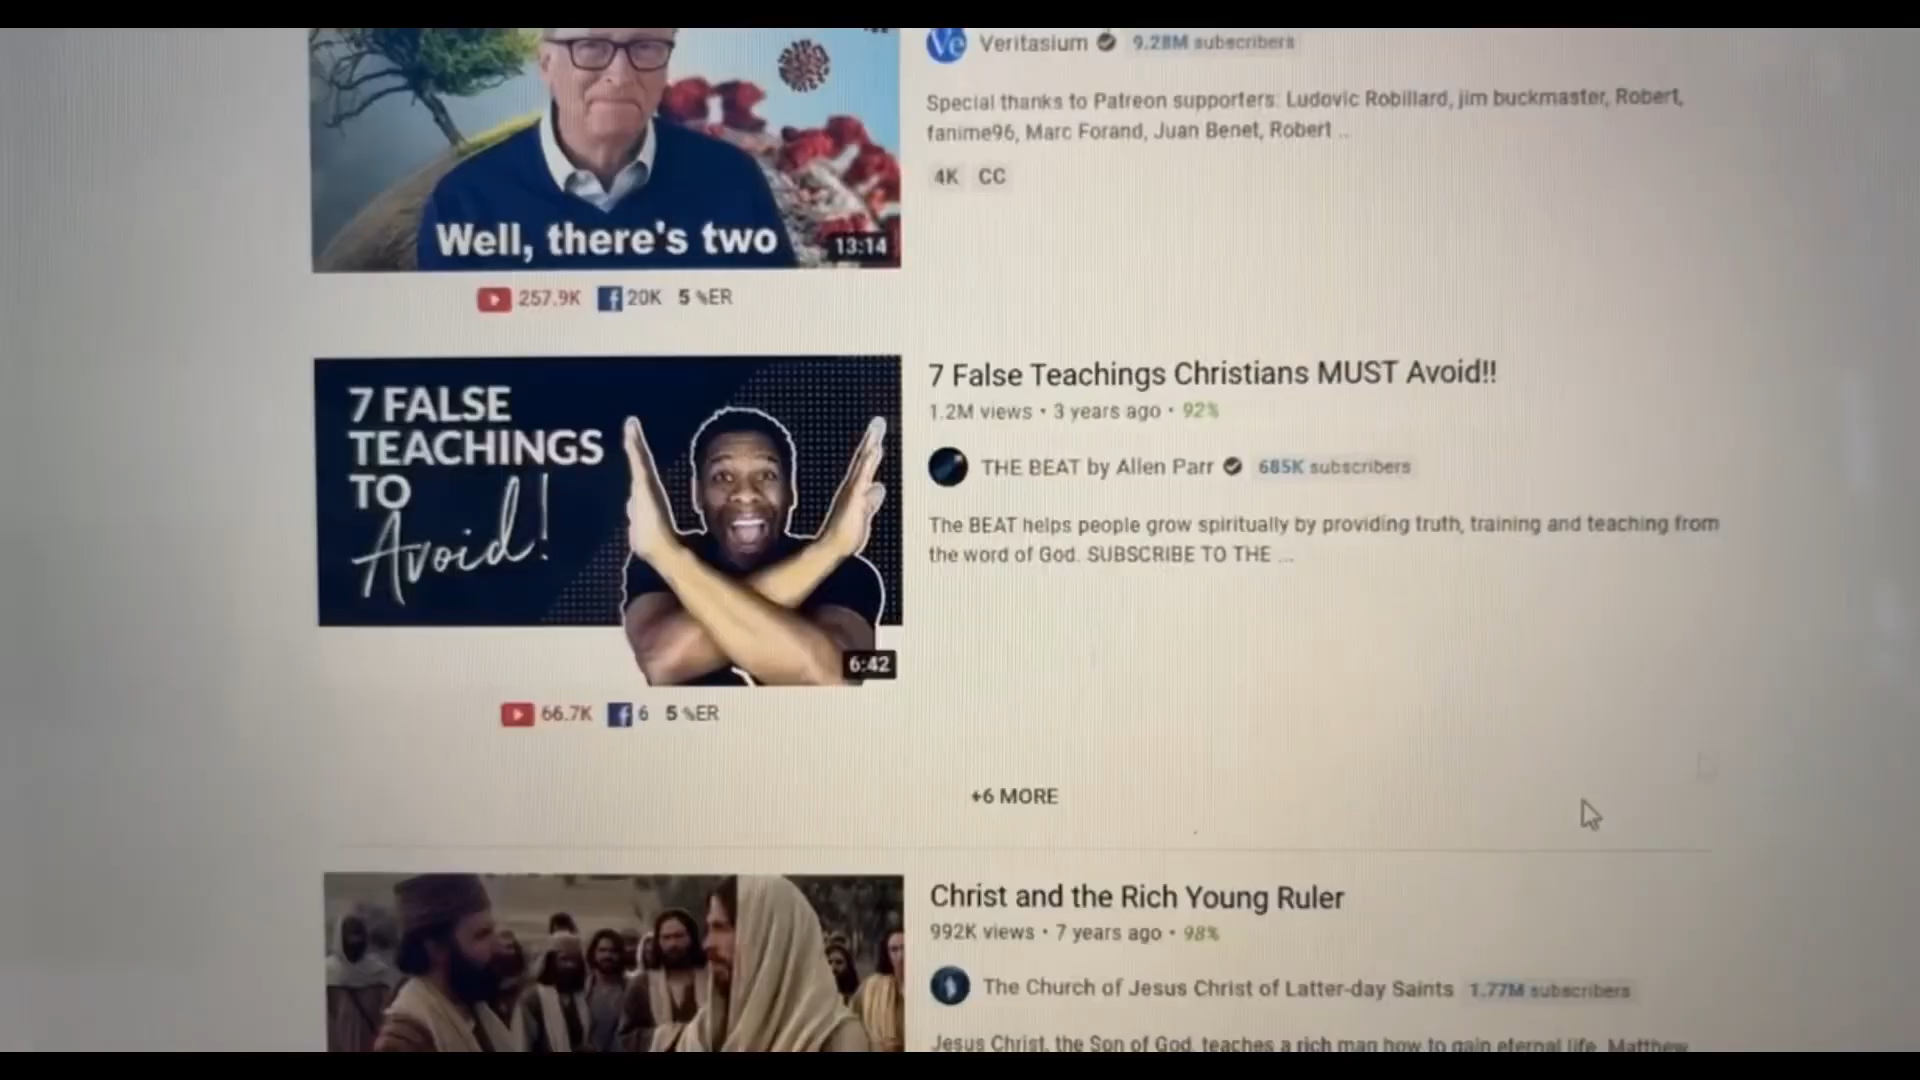 Ve Veritasium 9.28M subscribers
Special thanks to Patreon supporters: Ludovic Robillard, jim buckmaster, Robert,
fanime96, Marc Forand, Juan Benet, Robert ...
4K CC
Well, there's two
13:14
257.9K f 20K 5 %ER
7 FALSE
TEACHINGS
TO
Avoid!
6:42
7 False Teachings Christians MUST Avoid!!
1.2M views • 3 years ago • 92%
THE BEAT by Allen Parr 685K subscribers
The BEAT helps people grow spiritually by providing truth, training and teaching from
the word of God. SUBSCRIBE TO THE ...
66.7K f 6 5 %ER
+6 MORE
Christ and the Rich Young Ruler
992K views • 7 years ago • 98%
The Church of Jesus Christ of Latter-day Saints 1.77M subscribers
Jesus Christ, the Son of God, teaches a rich man how to gain eternal life. Matthew